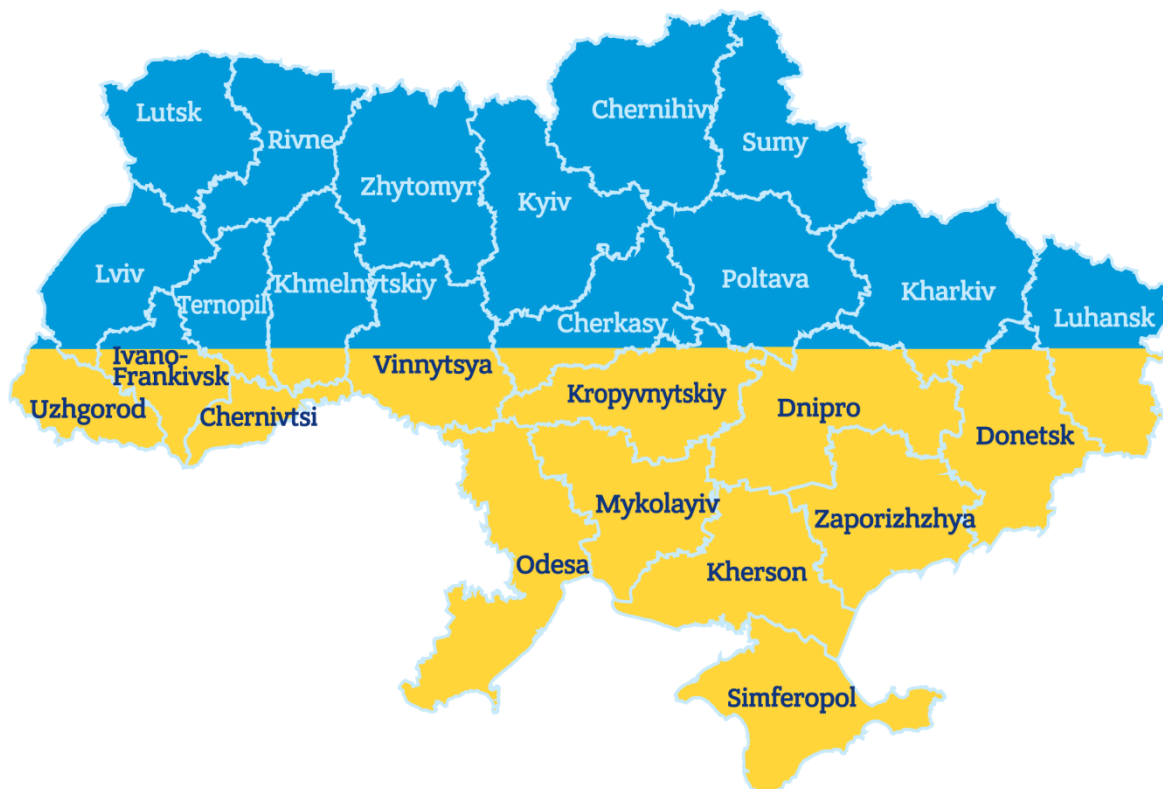 Chernihiv
Lutsk
Rivne
Sumy
Zhytomyr
Kyiv
Lviv
Khmelnytskiy
Poltava
Kharkiv
Ternopil
Cherkasy
Luhansk
Ivano-
Frankivsk
Vinnytsya
Kropyvnytskiy
Uzhgorod
Chernivtsi
Dnipro
Donetsk
Mykolayiv
Zaporizhzhya
Odesa
Kherson
Simferopol